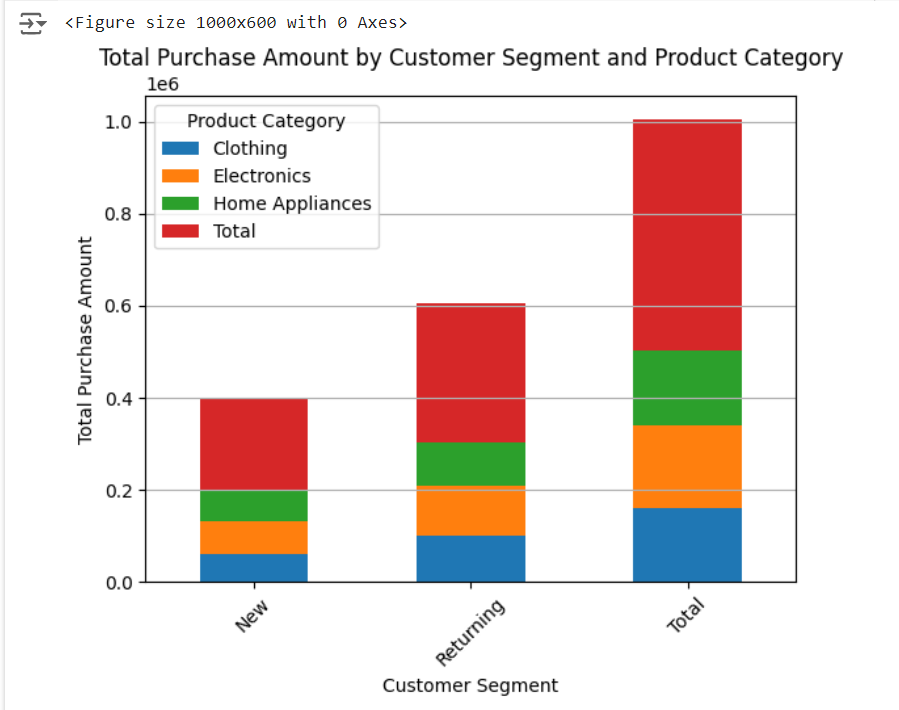 <Figure size 1000x600 with 0 Axes>
Total Purchase Amount by Customer Segment and Product Category
1e6
1.0
0.8
0.6
0.4
0.2
0.0
Total Purchase Amount
Product Category
Clothing
Electronics
Home Appliances
Total
New
Returning
Total
Customer Segment